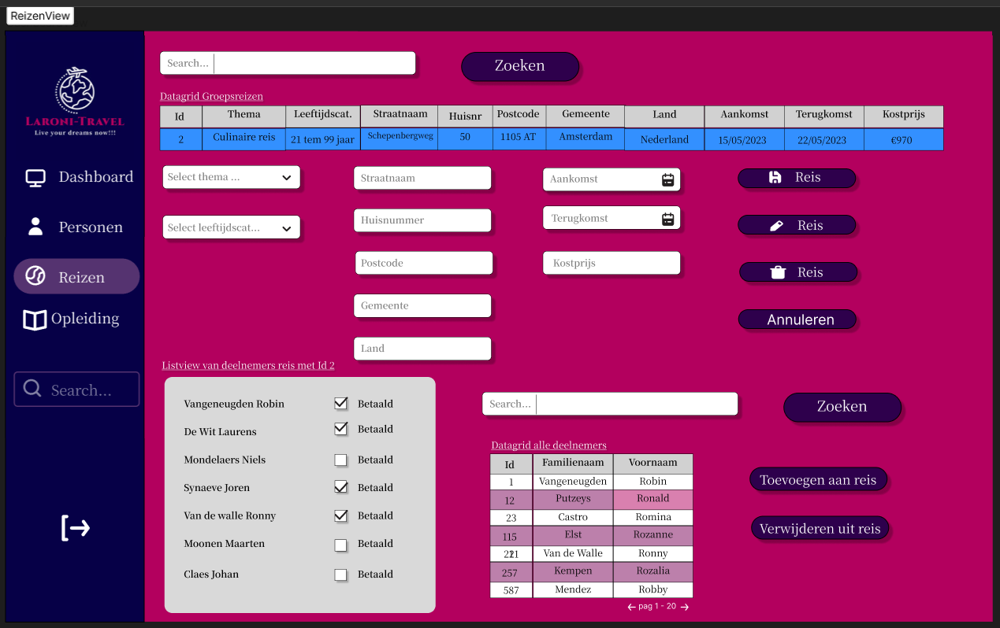 ReizenView
LARONI-TRAVEL
Live your dreams now!!!
Dashboard
Personen
Reizen
Opleiding
Search...
Search...
Zoeken
Datagrid Groepsreizen
Id Thema Leeftijdscat. Straatnaam Huisnr Postcode Gemeente Land Aankomst Terugkomst Kostprijs
2 Culinaire reis 21 tem 99 jaar Schepenbergweg 50 1105 AT Amsterdam Nederland 15/05/2023 22/05/2023 €970
Select thema ... Straatnaam Aankomst Reis
Select leeftijdscat... Huisnummer Terugkomst Reis
Postcode Kostprijs Reis
Gemeente Annuleren
Land
Listview van deelnemers reis met Id 2
Vangeneugden Robin Betaald
De Wit Laurens Betaald
Mondelaers Niels Betaald
Synaeve Joren Betaald
Van de walle Ronny Betaald
Moonen Maarten Betaald
Claes Johan Betaald
Search...
Zoeken
Datagrid alle deelnemers
Id Familienaam Voornaam
1 Vangeneugden Robin
12 Putzeys Ronald
23 Castro Romina
115 Elst Rozanne
Van de Walle Ronny
257 Kempen Rozalia
587 Mendez Robby
pag 1 - 20
Toevoegen aan reis
Verwijderen uit reis